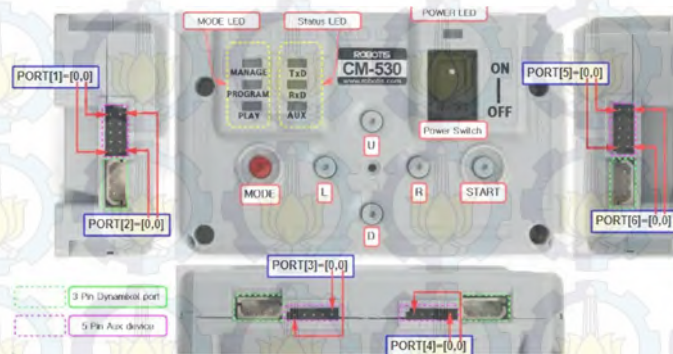 MODE LED
Status LED
POWER LED
MANAGE
TxD
PROGRAM
RxD
PLAY
AUX
ROBOTIS
CM-530
www.robotis.com
ON
OFF
Power Switch
PORT[1]=[0,0]
PORT[2]=[0,0]
PORT[5]=[0,0]
PORT[6]=[0,0]
U
MODE
L
R
START
D
PORT[3]=[0,0]
PORT[4]=[0,0]
3 Pin Dynamixel port
5 Pin Aux device